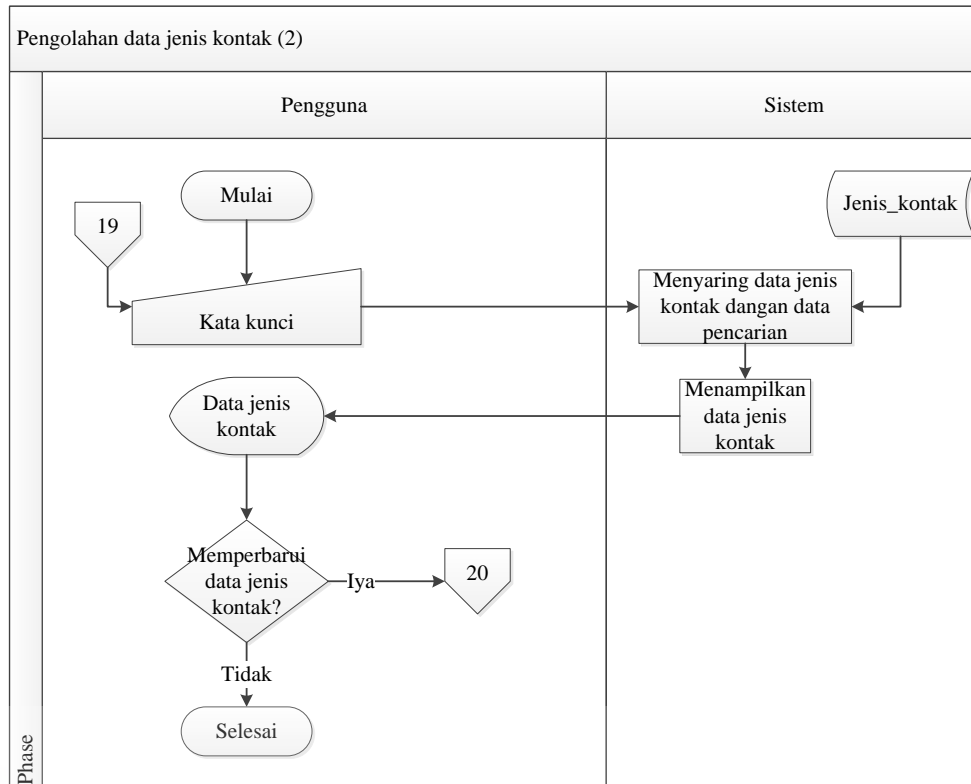 Pengolahan data jenis kontak (2)
Pengguna
Sistem
Mulai
19
Jenis_kontak
Kata kunci
Menyaring data jenis
kontak dangan data
pencarian
Data jenis
kontak
Menampilkan
data jenis
kontak
Memperbarui
data jenis
kontak?
Iya
20
Tidak
Selesai
Phase